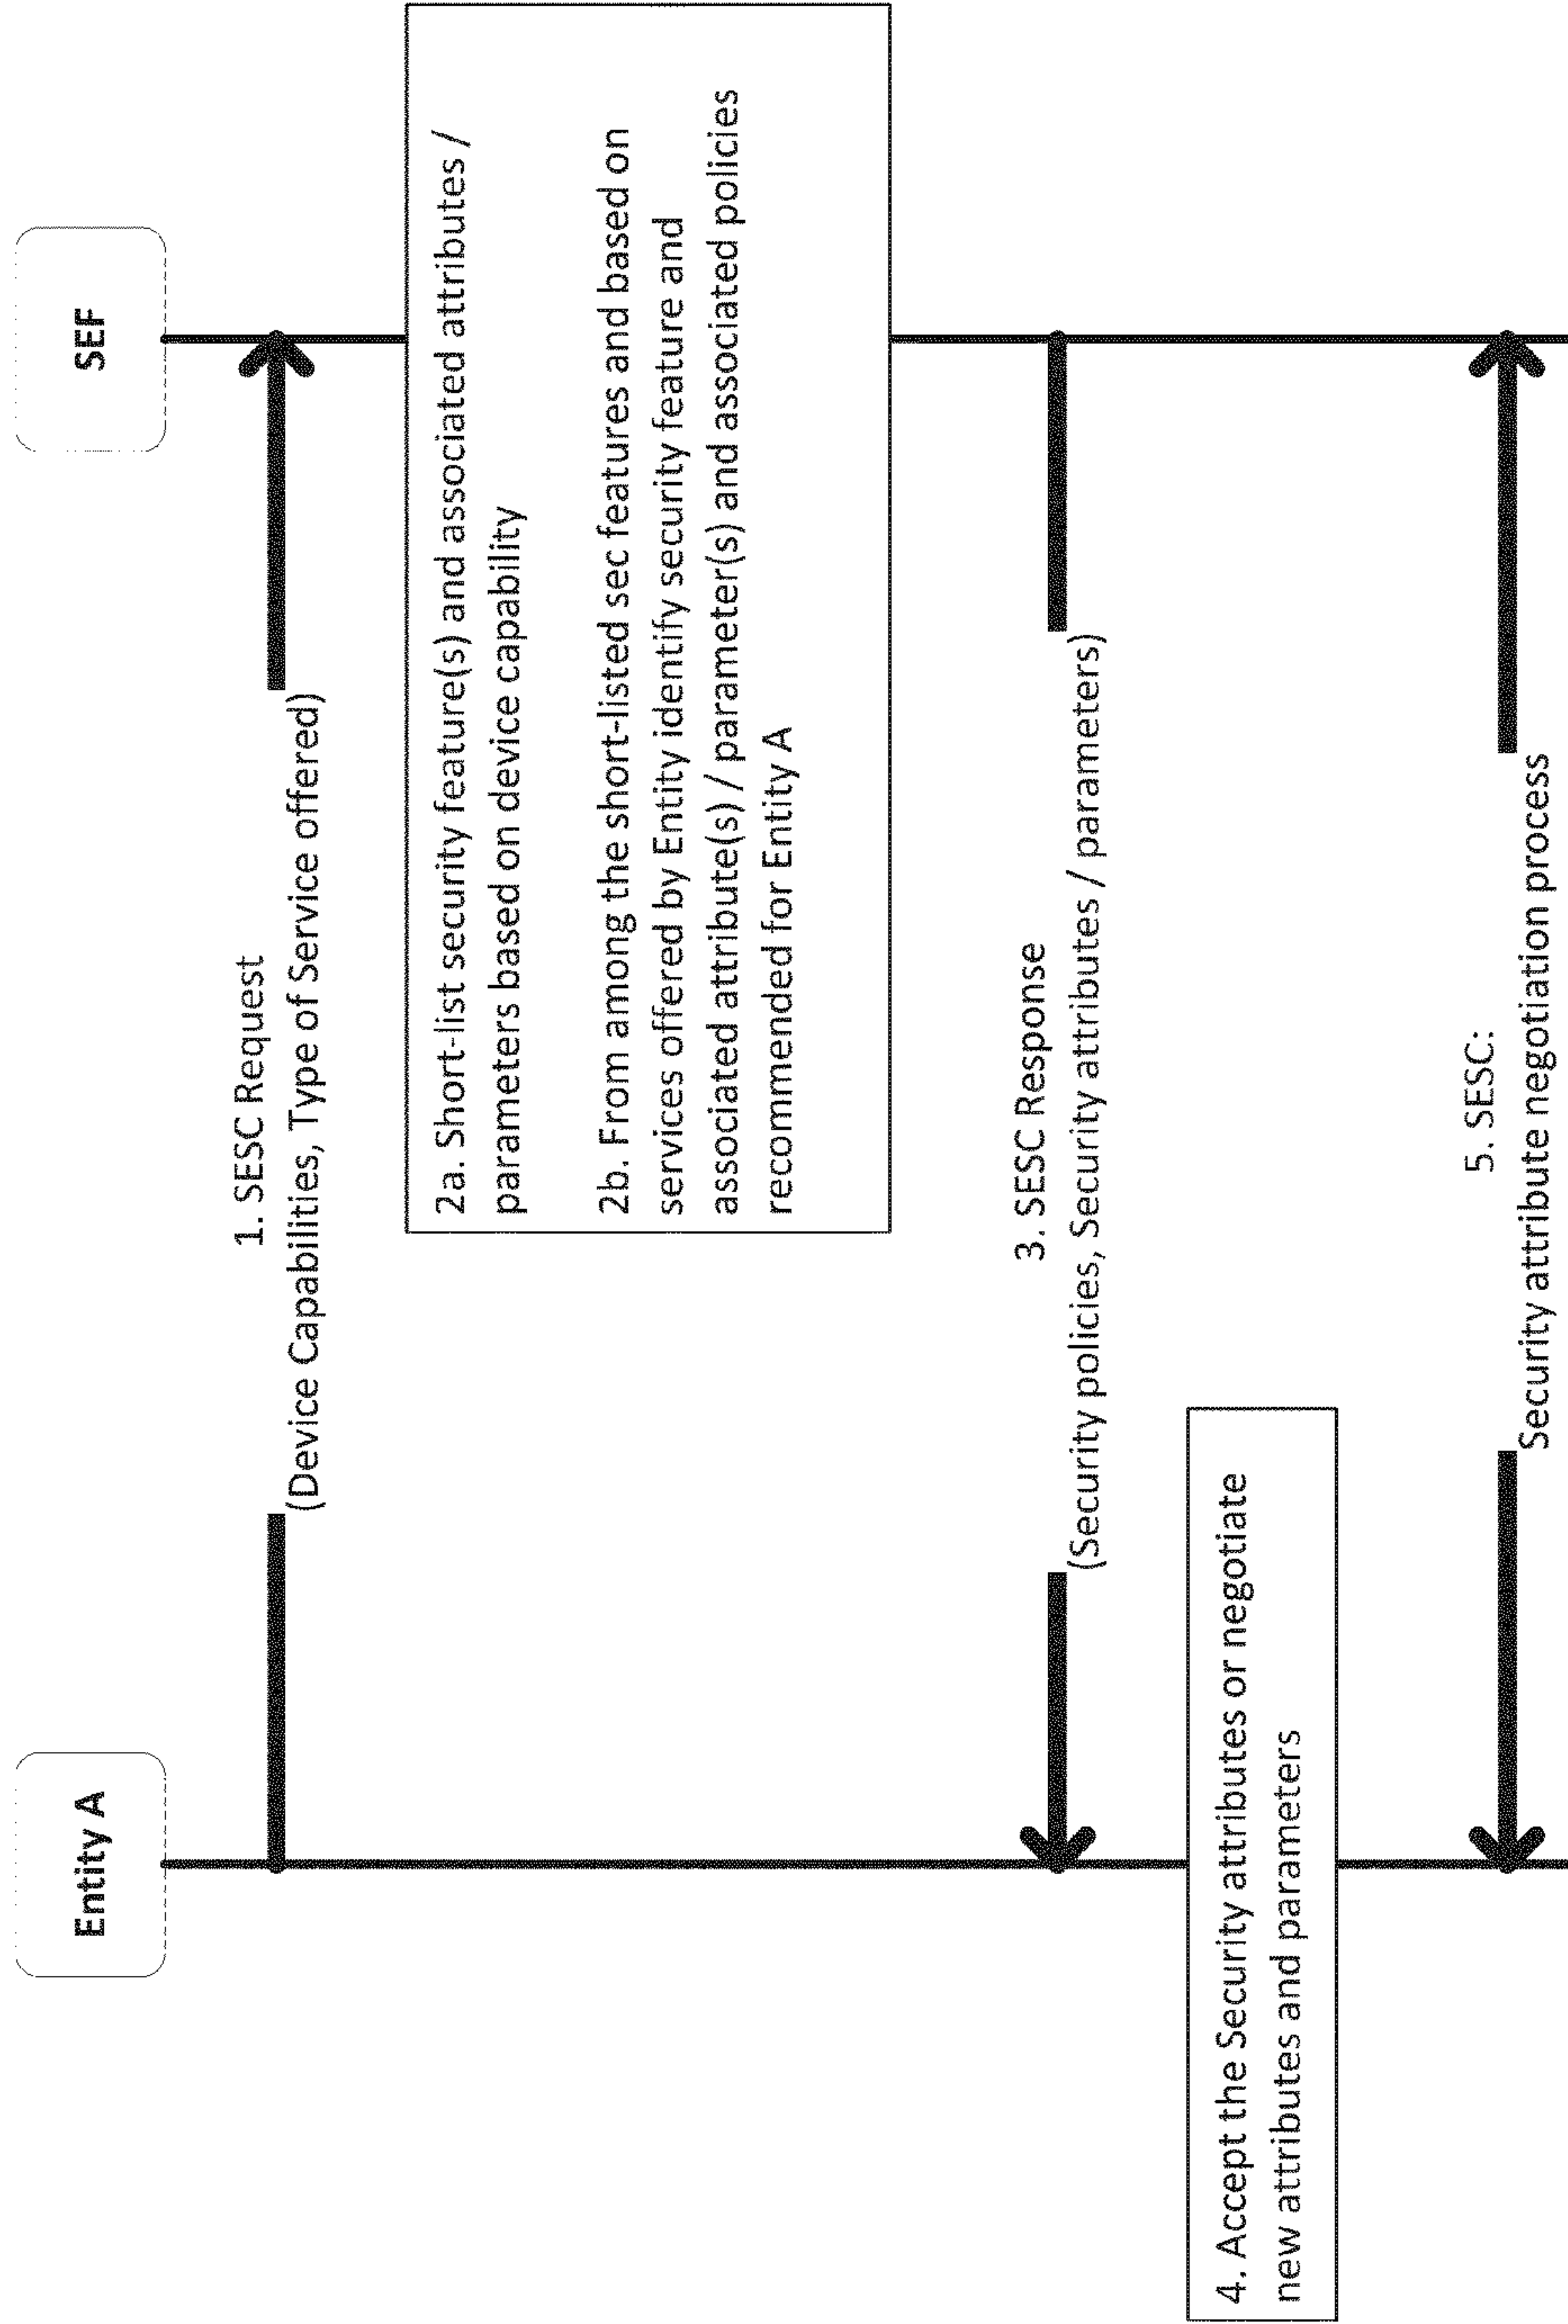 Entity A
SEF
1. SESC Request
(Device Capabilities, Type of Service offered)
2a. Short-list security feature(s) and associated attributes /
parameters based on device capability
2b. From among the short-listed sec features and based on
services offered by Entity identify security feature and
associated attribute(s) / parameter(s) and associated policies
recommended for Entity A
3. SESC Response
(Security policies, Security attributes / parameters)
4. Accept the Security attributes or negotiate
new attributes and parameters
5. SESC:
Security attribute negotiation process